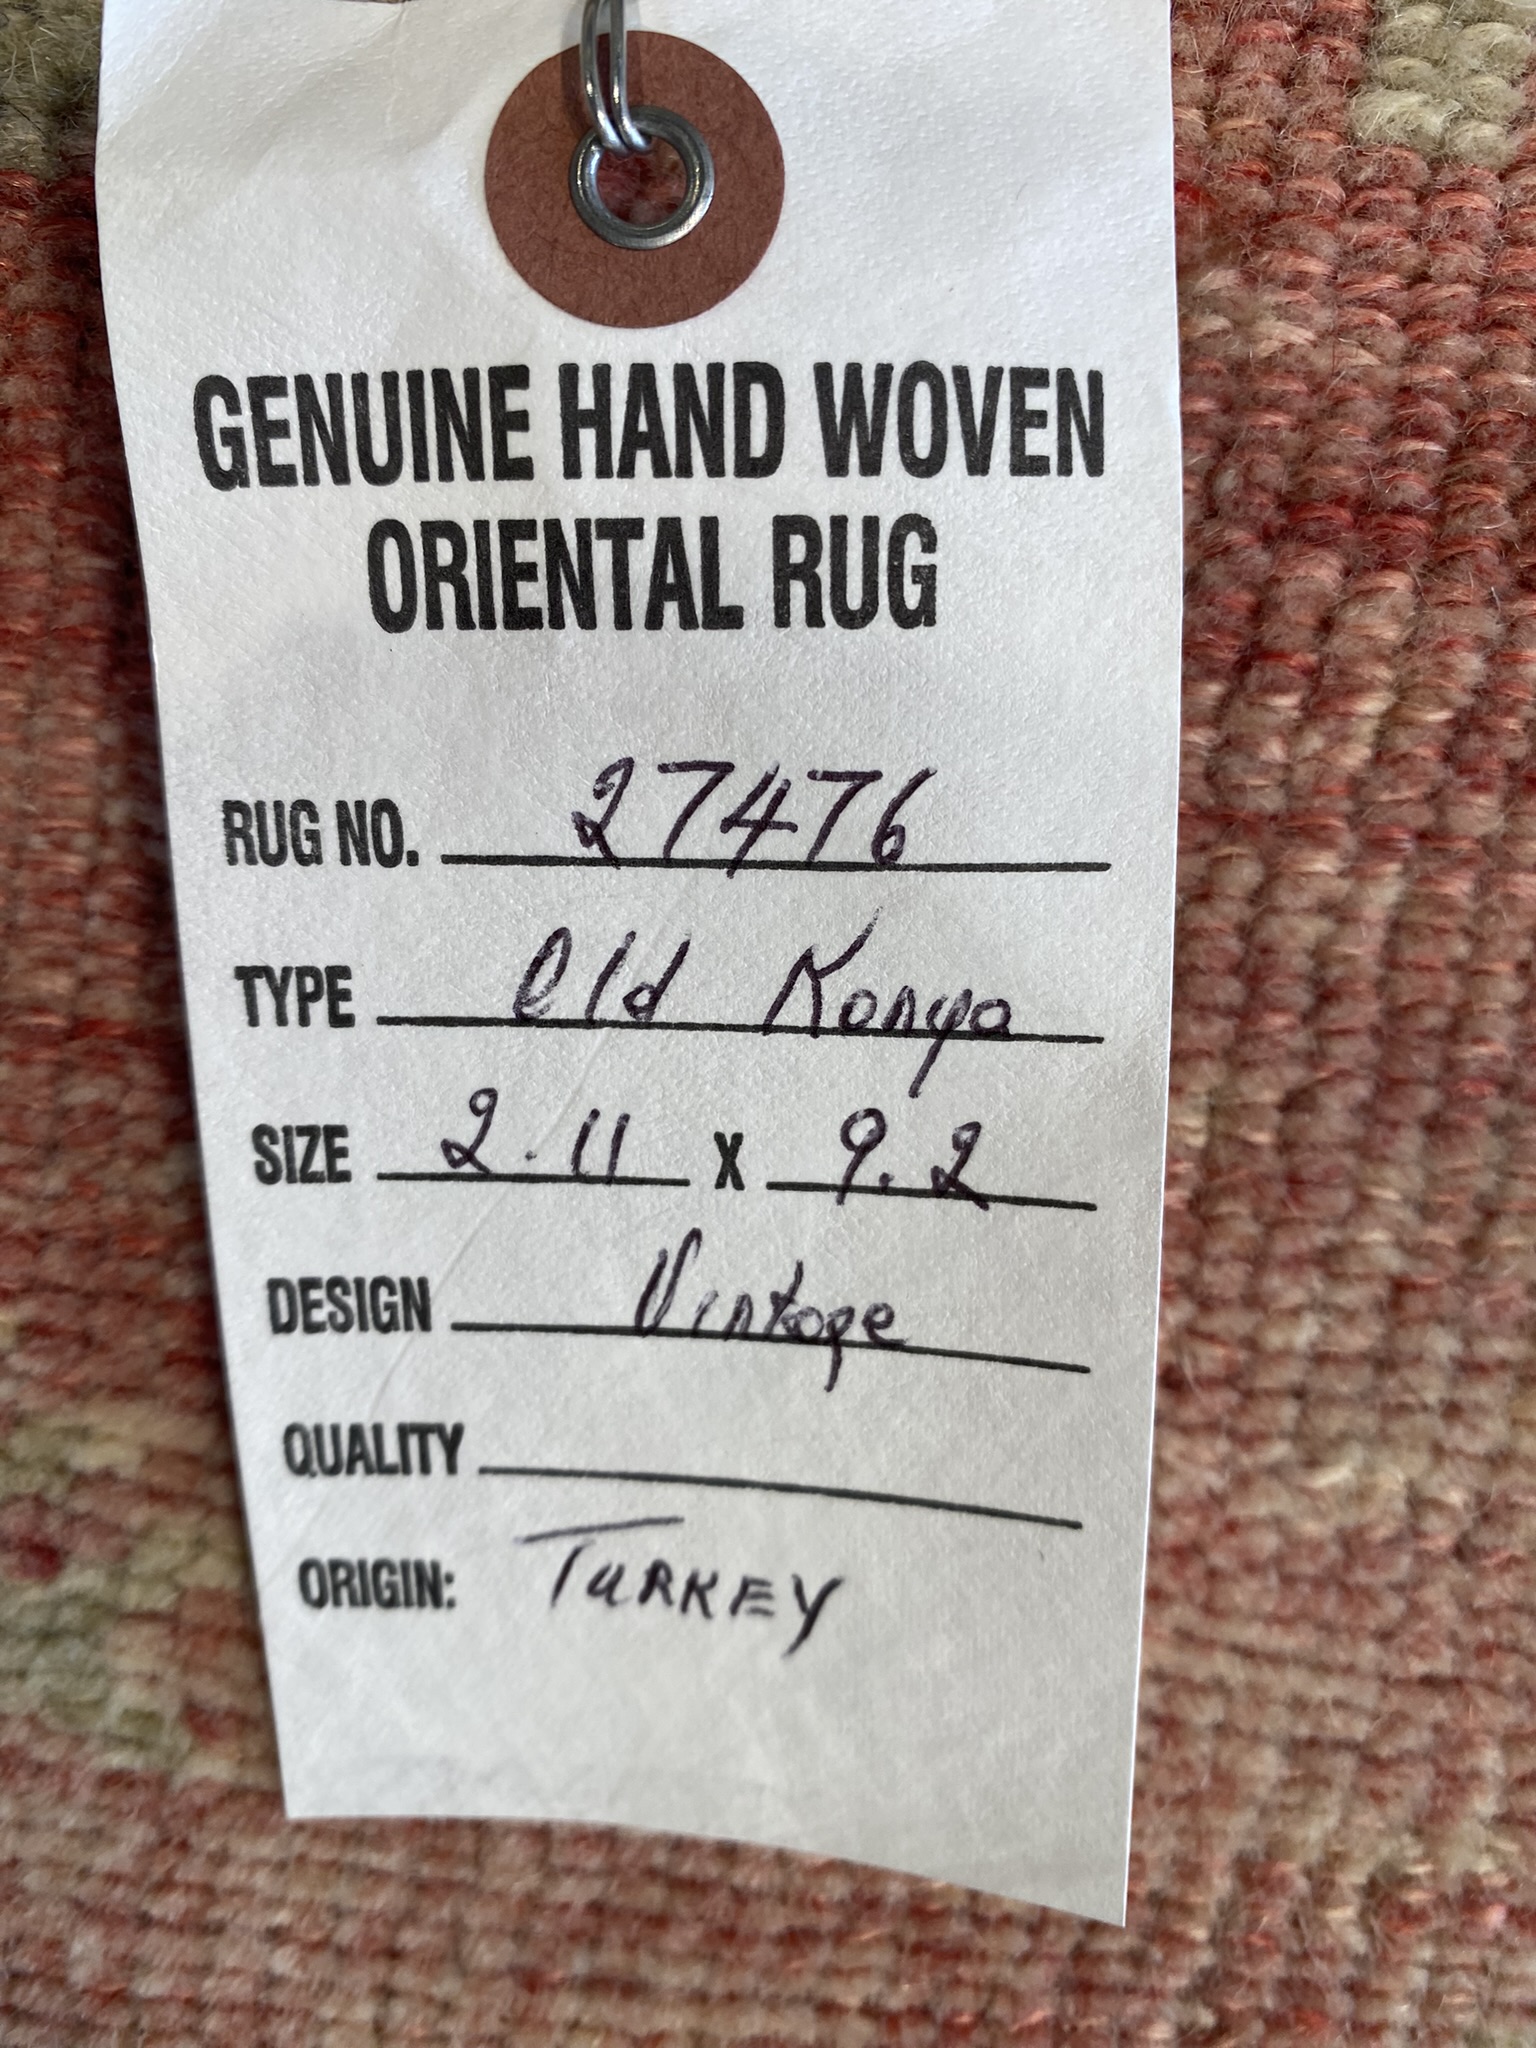 GENUINE HAND WOVEN
ORIENTAL RUG
RUG NO. 27476
TYPE Old Konya
SIZE 2.11 X 9.2
DESIGN Vintage
QUALITY
ORIGIN: TURKEY